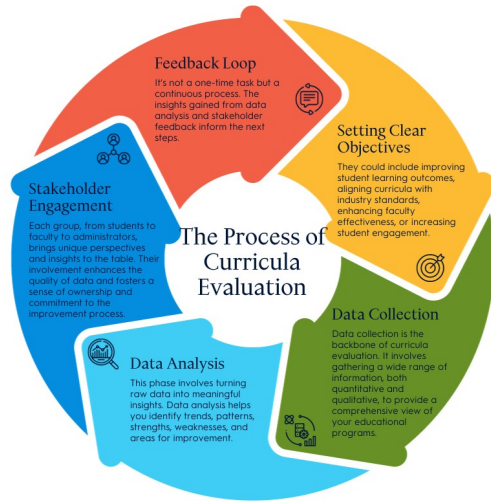 The Process of
Curricula
Evaluation
Feedback Loop
It's not a one-time task but a
continuous process. The
insights gained from data
analysis and stakeholder
feedback inform the next
steps.
Setting Clear
Objectives
They could include improving
student learning outcomes,
aligning curricula with
industry standards,
enhancing faculty
effectiveness, or increasing
student engagement.
Data Collection
Data collection is the
backbone of curricula
evaluation. It involves
gathering a wide range of
information, both
quantitative and
qualitative, to provide a
comprehensive view of
your educational
programs.
Data Analysis
This phase involves turning
raw data into meaningful
insights. Data analysis helps
you identify trends, patterns,
strengths, weaknesses, and
areas for improvement.
Stakeholder
Engagement
Each group, from students to
faculty to administrators,
brings unique perspectives
and insights to the table. Their
involvement enhances the
quality of data and fosters a
sense of ownership and
commitment to the
improvement process.